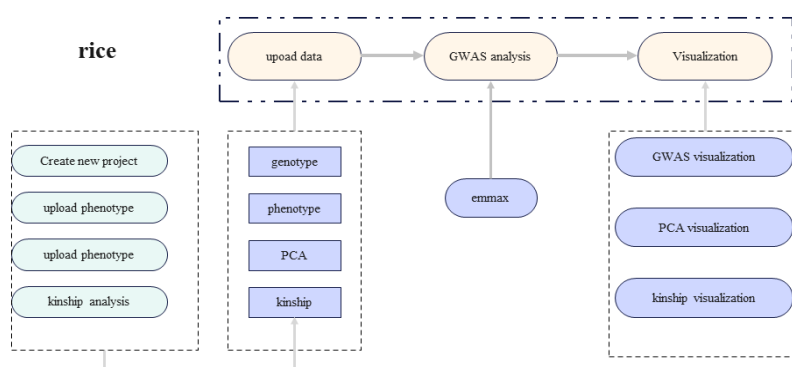 rice
upoad data
GWAS analysis
Visualization
Create new project
upload phenotype
upload phenotype
kinship analysis
genotype
phenotype
PCA
kinship
emmax
GWAS visualization
PCA visualization
kinship visualization